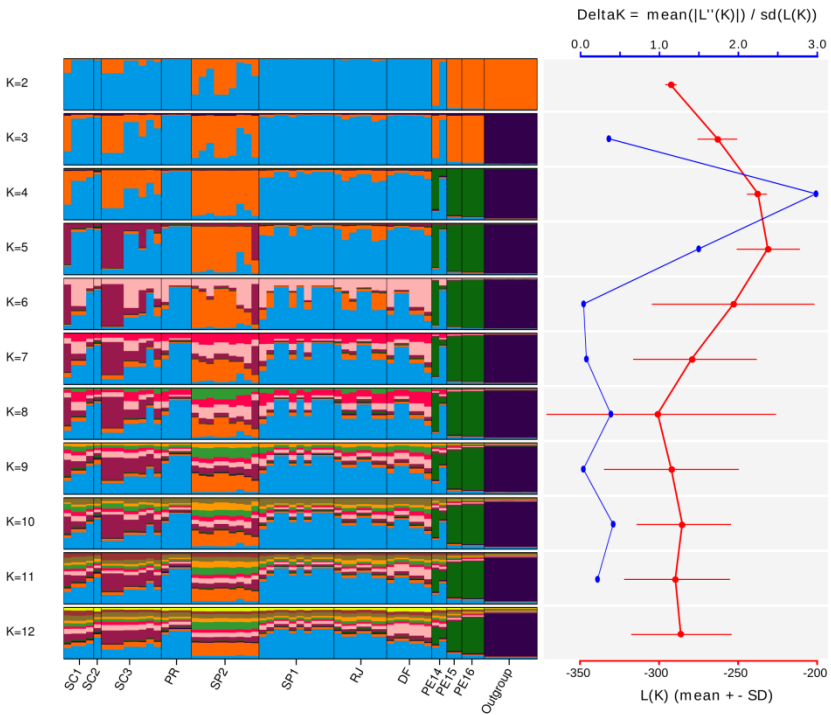 DeltaK = mean(|L''(K)|) / sd(L(K))
0.0 1.0 2.0 3.0
K=2
K=3
K=4
K=5
K=6
K=7
K=8
K=9
K=10
K=11
K=12
SC1 SC2 SC3 PR SP2 SP1 RJ DF PE14 PE15 PE16 Outgroup
-350 -300 -250 -200
L(K) (mean + - SD)